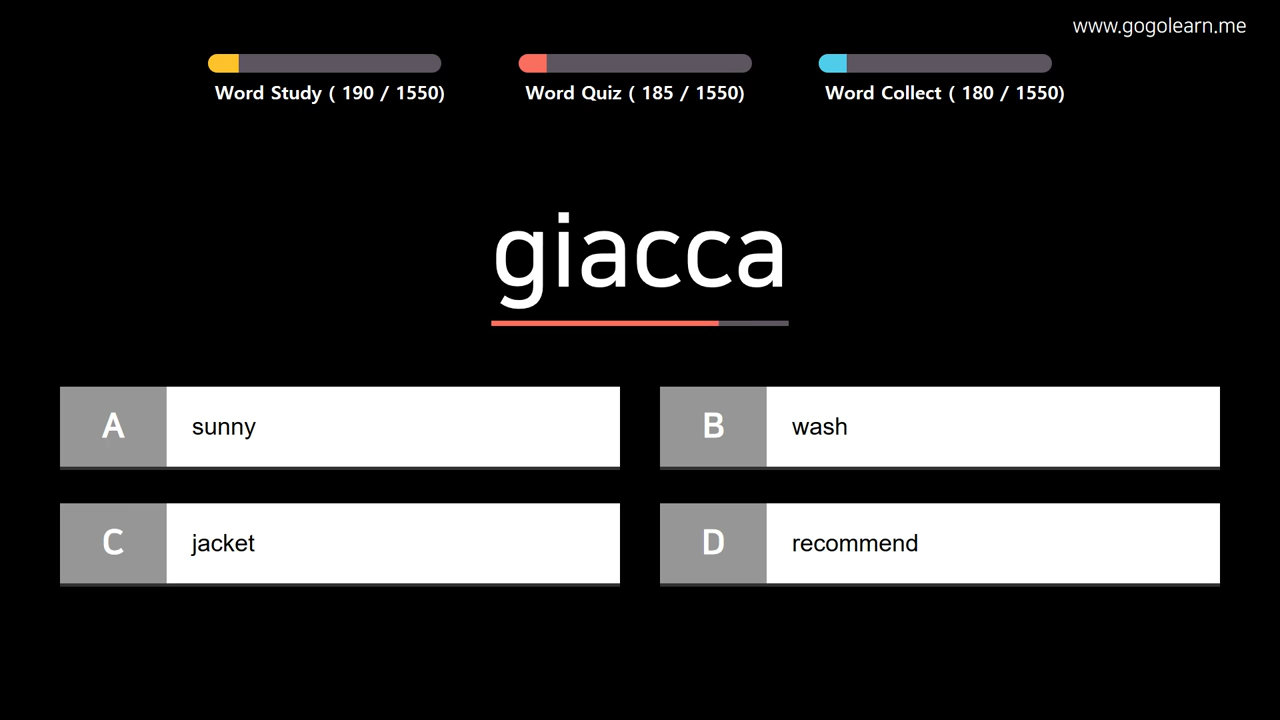 www.gogolearn.me
Word Study ( 190 / 1550)
Word Quiz ( 185 / 1550)
Word Collect ( 180 / 1550)
giacca
A sunny
B wash
C jacket
D recommend